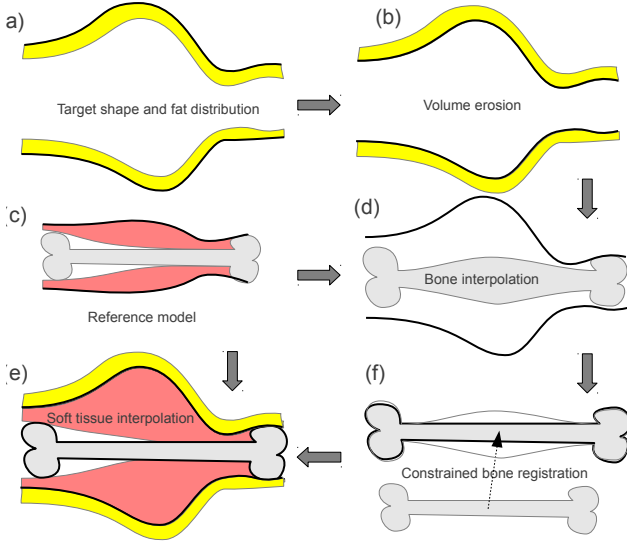 a)
(b)
Target shape and fat distribution
Volume erosion
(c)
(d)
Bone interpolation
Reference model
(e)
(f)
Soft tissue interpolation
Constrained bone registration